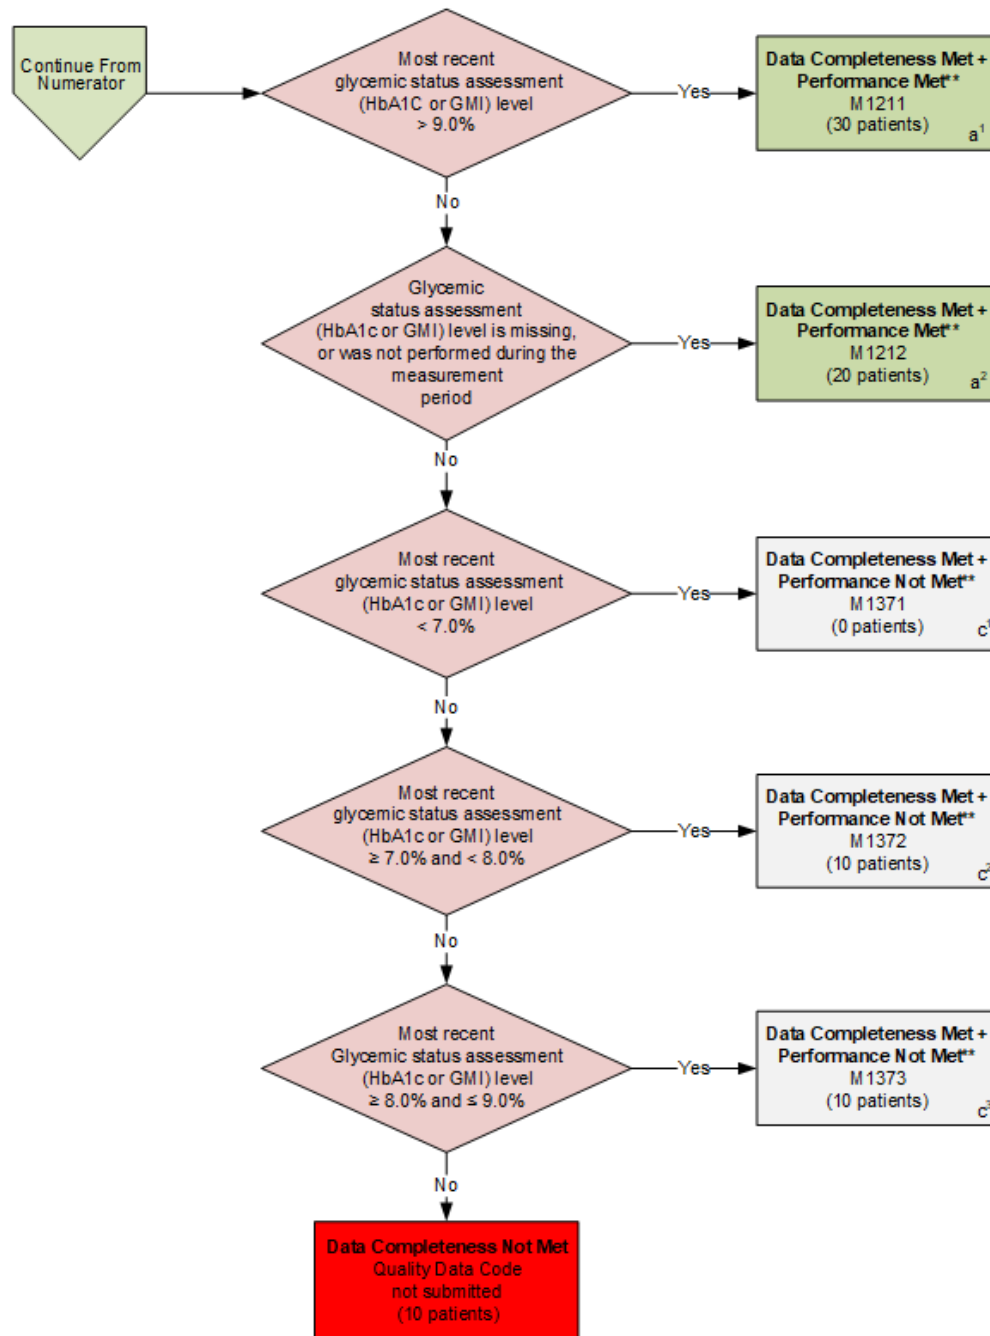 Continue From
Numerator
Most recent
glycemic status assessment
(HbA1C or GMI) level
> 9.0%
Yes
Data Completeness Met +
Performance Met**
M1211
(30 patients)
a¹
No
Glycemic
status assessment
(HbA1c or GMI) level is missing,
or was not performed during the
measurement
period
Yes
Data Completeness Met +
Performance Met**
M1212
(20 patients)
a²
No
Most recent
glycemic status assessment
(HbA1c or GMI) level
< 7.0%
Yes
Data Completeness Met +
Performance Not Met**
M1371
(0 patients)
c¹
No
Most recent
glycemic status assessment
(HbA1c or GMI) level
≥ 7.0% and < 8.0%
Yes
Data Completeness Met +
Performance Not Met**
M1372
(10 patients)
c²
No
Most recent
Glycemic status assessment
(HbA1c or GMI) level
≥ 8.0% and ≤ 9.0%
Yes
Data Completeness Met +
Performance Not Met**
M1373
(10 patients)
c³
No
Data Completeness Not Met
Quality Data Code
not submitted
(10 patients)